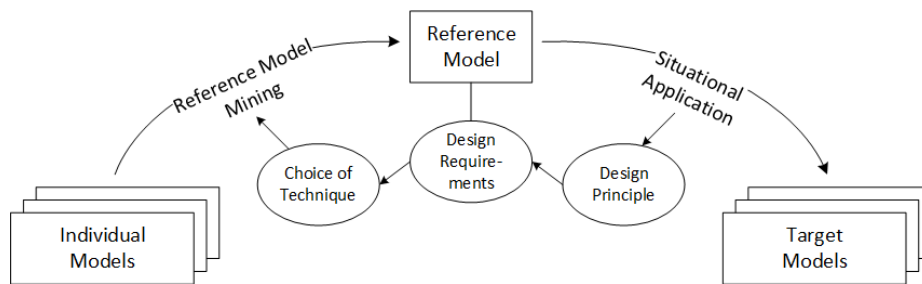 Reference Model
Mining
Reference
Model
Situational
Application
Choice of
Technique
Design
Require-
ments
Design
Principle
Individual
Models
Target
Models